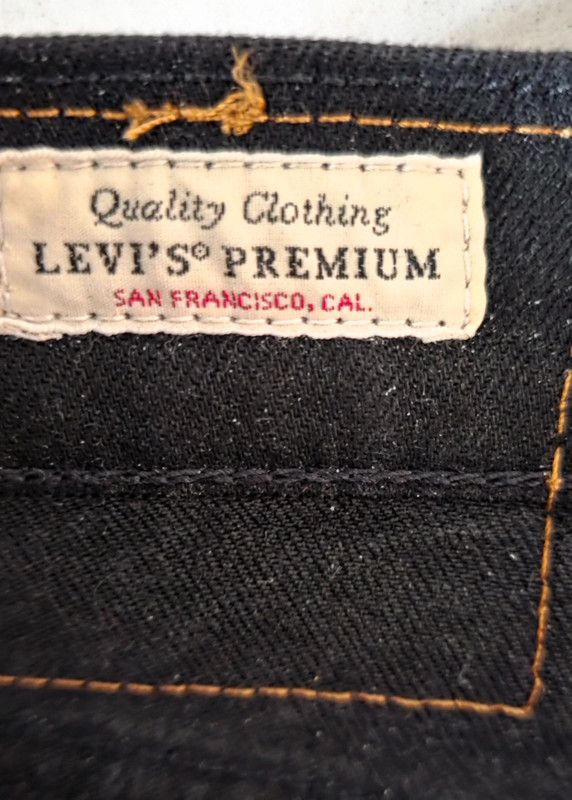 Quality Clothing
LEVI'S® PREMIUM
SAN FRANCISCO, CAL.